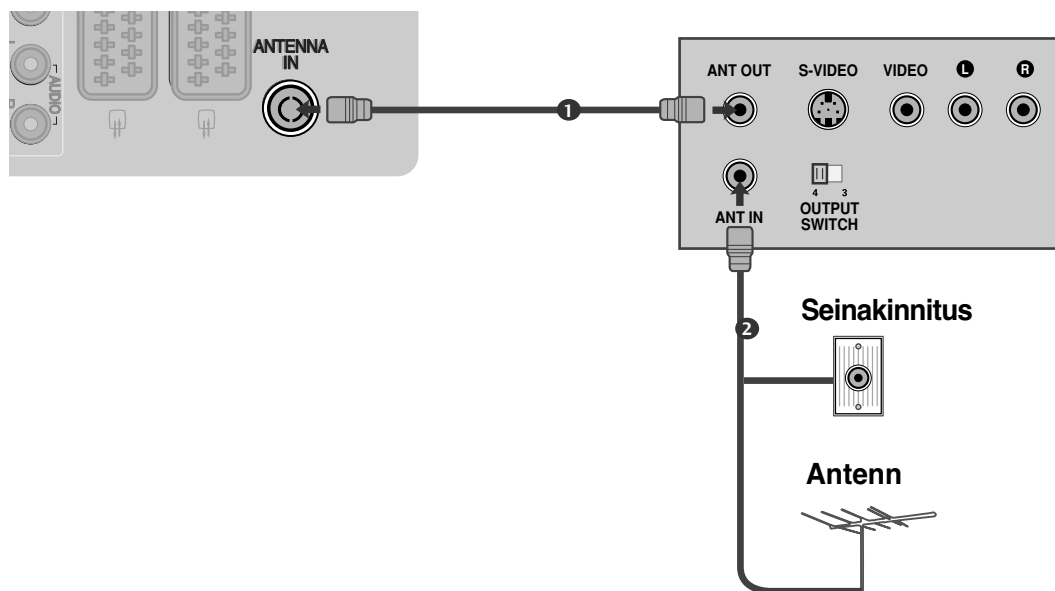 ANTENNA
IN
AUDIO
1
ANT OUT
S-VIDEO
VIDEO
L
R
ANT IN
4
3
OUTPUT
SWITCH
2
Seinakinnitus
Antenn